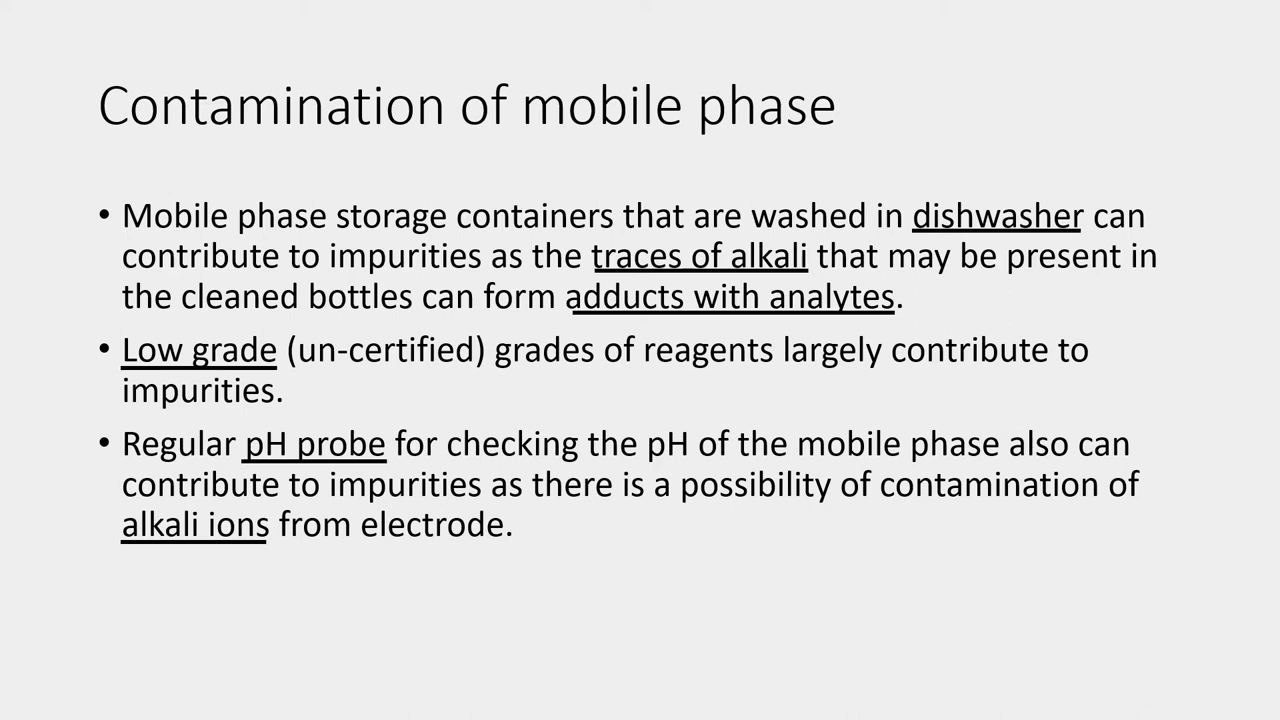 Contamination of mobile phase
• Mobile phase storage containers that are washed in dishwasher can
contribute to impurities as the traces of alkali that may be present in
the cleaned bottles can form adducts with analytes.
• Low grade (un-certified) grades of reagents largely contribute to
impurities.
• Regular pH probe for checking the pH of the mobile phase also can
contribute to impurities as there is a possibility of contamination of
alkali ions from electrode.